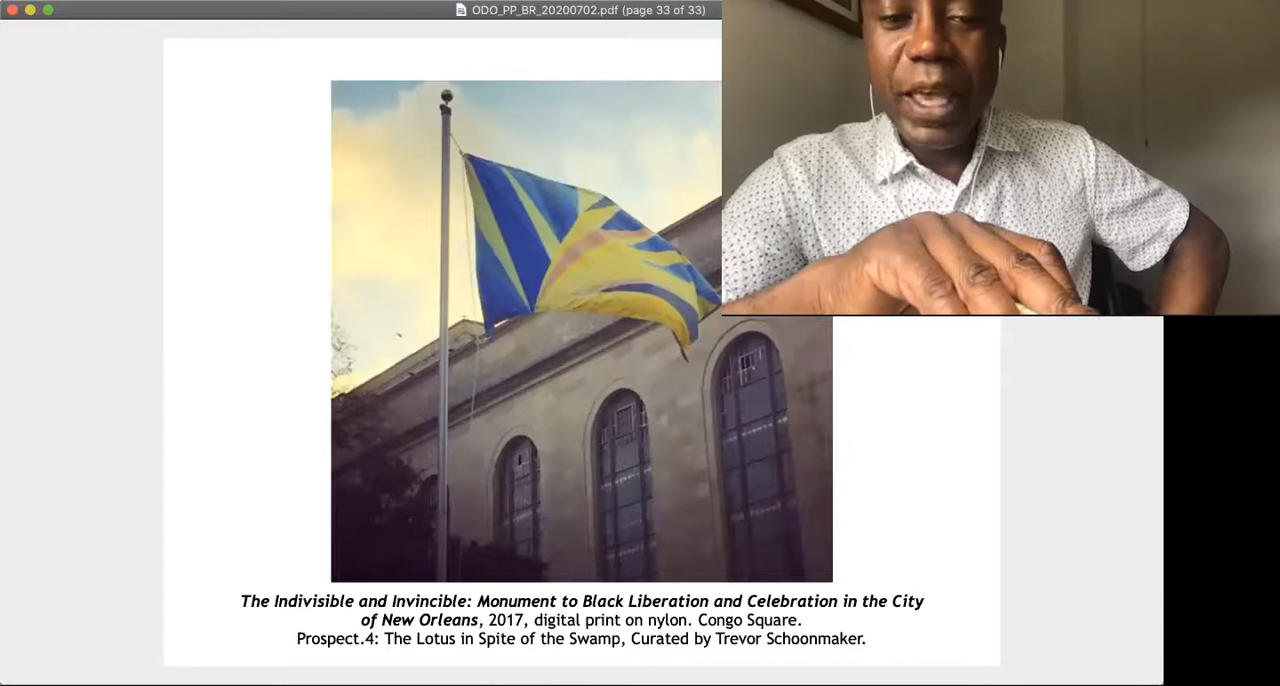 ODO_PP_BR_20200702.pdf (page 33 of 33)
The Indivisible and Invincible: Monument to Black Liberation and Celebration in the City
of New Orleans, 2017, digital print on nylon. Congo Square.
Prospect.4: The Lotus in Spite of the Swamp, Curated by Trevor Schoonmaker.